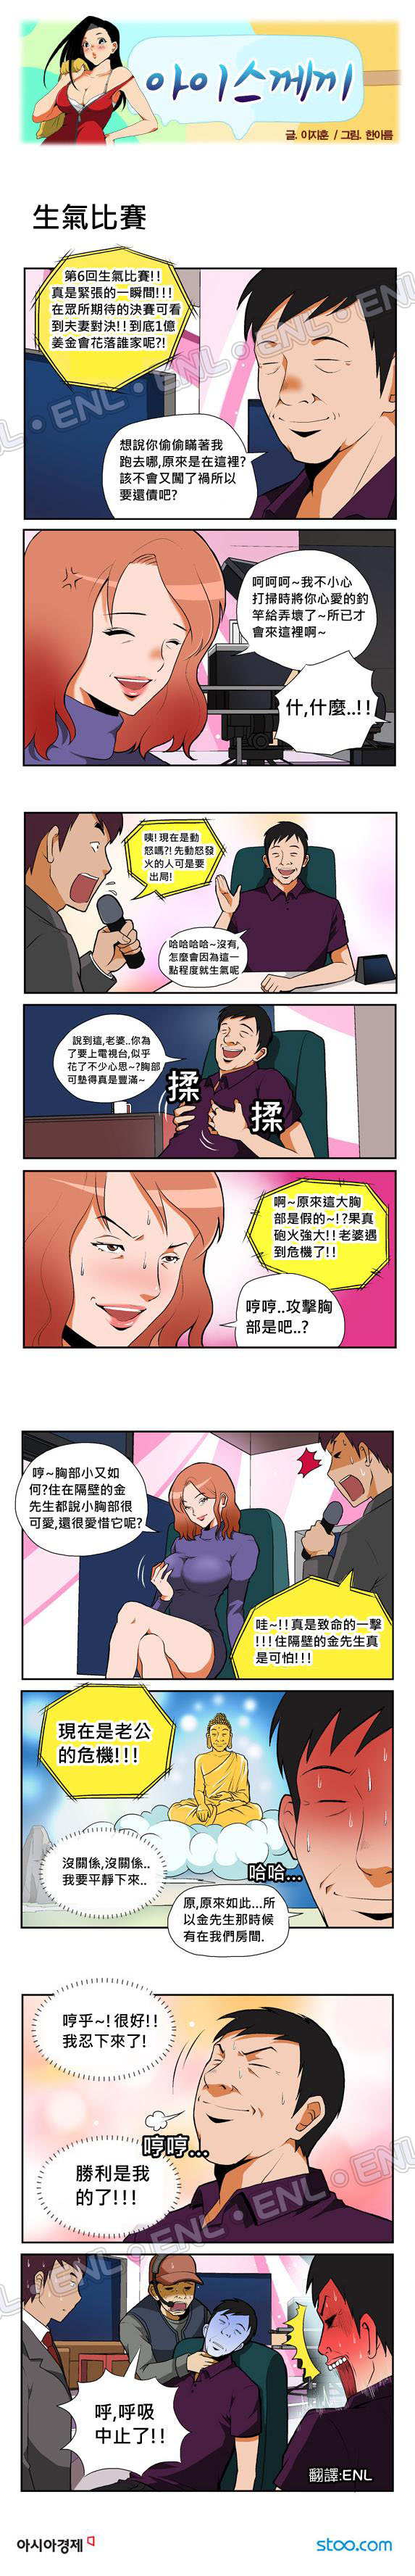 아이스께끼
글. 이지훈 / 그림. 한아름
生氣比賽
第6回生氣比賽!!
真是緊張的一瞬間!!!
在眾所期待的決賽可看
到夫妻對決!!到底1億
姜金會花落誰家呢?!
想說你偷偷瞞著我
跑去哪,原來是在這裡?
該不會又闖了禍所以
要還債吧?
呵呵呵~我不小心
打掃時將你心愛的釣
竿給弄壞了~所已才
會來這裡啊~
什,什麼..!!
咦!現在是動
怒嗎?!先動怒發
火的人可是要
出局!
哈哈哈哈~沒有,
怎麼會因為這一
點程度就生氣呢
說到這,老婆..你為
了要上電視台,似乎
花了不少心思~?胸部
可墊得真是豐滿~
揉
揉
啊~原來這大胸
部是假的~!?果真
砲火強大!!老婆遇
到危機了!!
哼哼..攻擊胸
部是吧..?
哼~胸部小又如
何?住在隔壁的金
先生都說小胸部很
可愛,還很愛惜它呢?
哇~!!真是致命的一擊
!!!住隔壁的金先生真
是可怕!!!
現在是老公
的危機!!!
沒關係,沒關係..
我要平靜下來..
哈哈...
原,原來如此...所
以金先生那時候
有在我們房間.
哼乎~!很好!!
我忍下來了!
哼哼...
勝利是我
的了!!!
呼,呼吸
中止了!!
翻譯:ENL
아시아경제
stoo.com